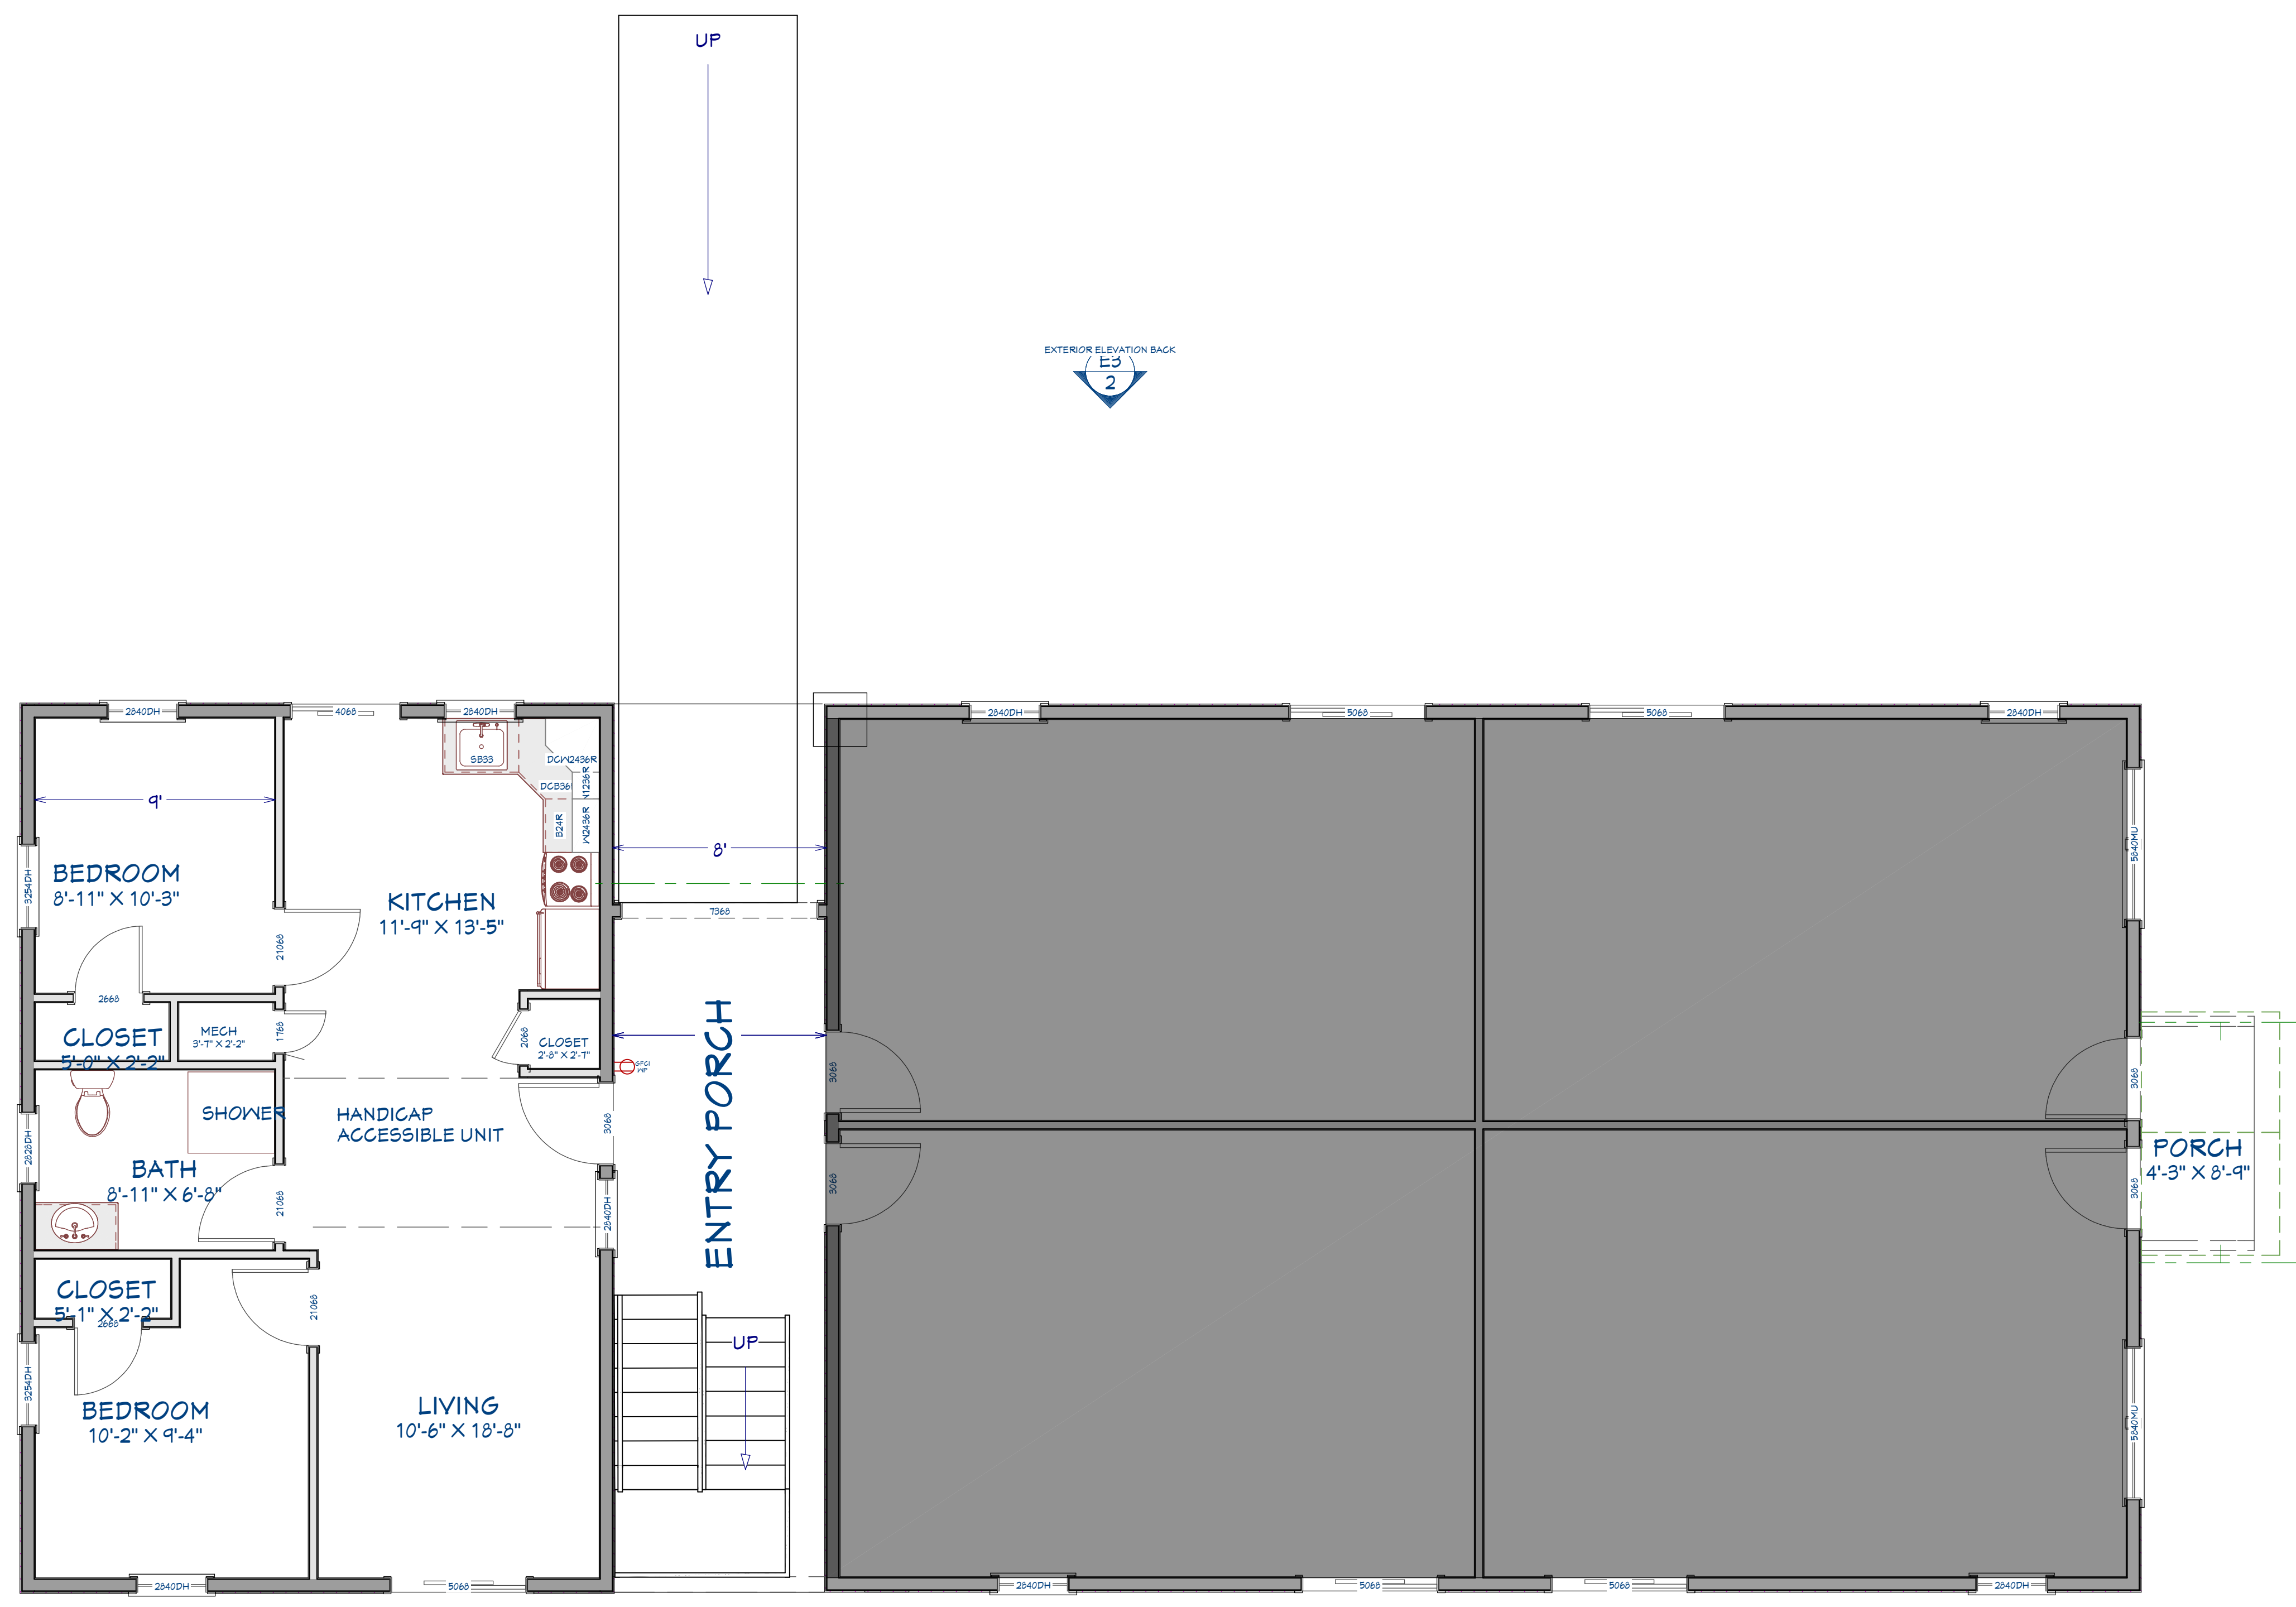 UP
EXTERIOR ELEVATION BACK
E3
2
2840DH
4068
2840DH
2840DH
5068
5068
2840DH
SB33
DCW2436R
DCB36
B24R
W2436R
9'
8'
5840MU
BEDROOM
8'-11" X 10'-3"
3254DH
KITCHEN
11'-9" X 13'-5"
7368
21068
2668
CLOSET
5'-0" X 2'-2"
MECH
3'-7" X 2'-2"
1768
2068
CLOSET
2'-8" X 2'-7"
GFCI
WP
ENTRY PORCH
3068
3068
SHOWER
HANDICAP
ACCESSIBLE UNIT
3068
2828DH
BATH
8'-11" X 6'-8"
21068
2840DH
3068
3068
PORCH
4'-3" X 8'-9"
CLOSET
5'-1" X 2'-2"
2668
21068
UP
3254DH
BEDROOM
10'-2" X 9'-4"
LIVING
10'-6" X 18'-8"
5840MU
2840DH
5068
2840DH
5068
5068
2840DH